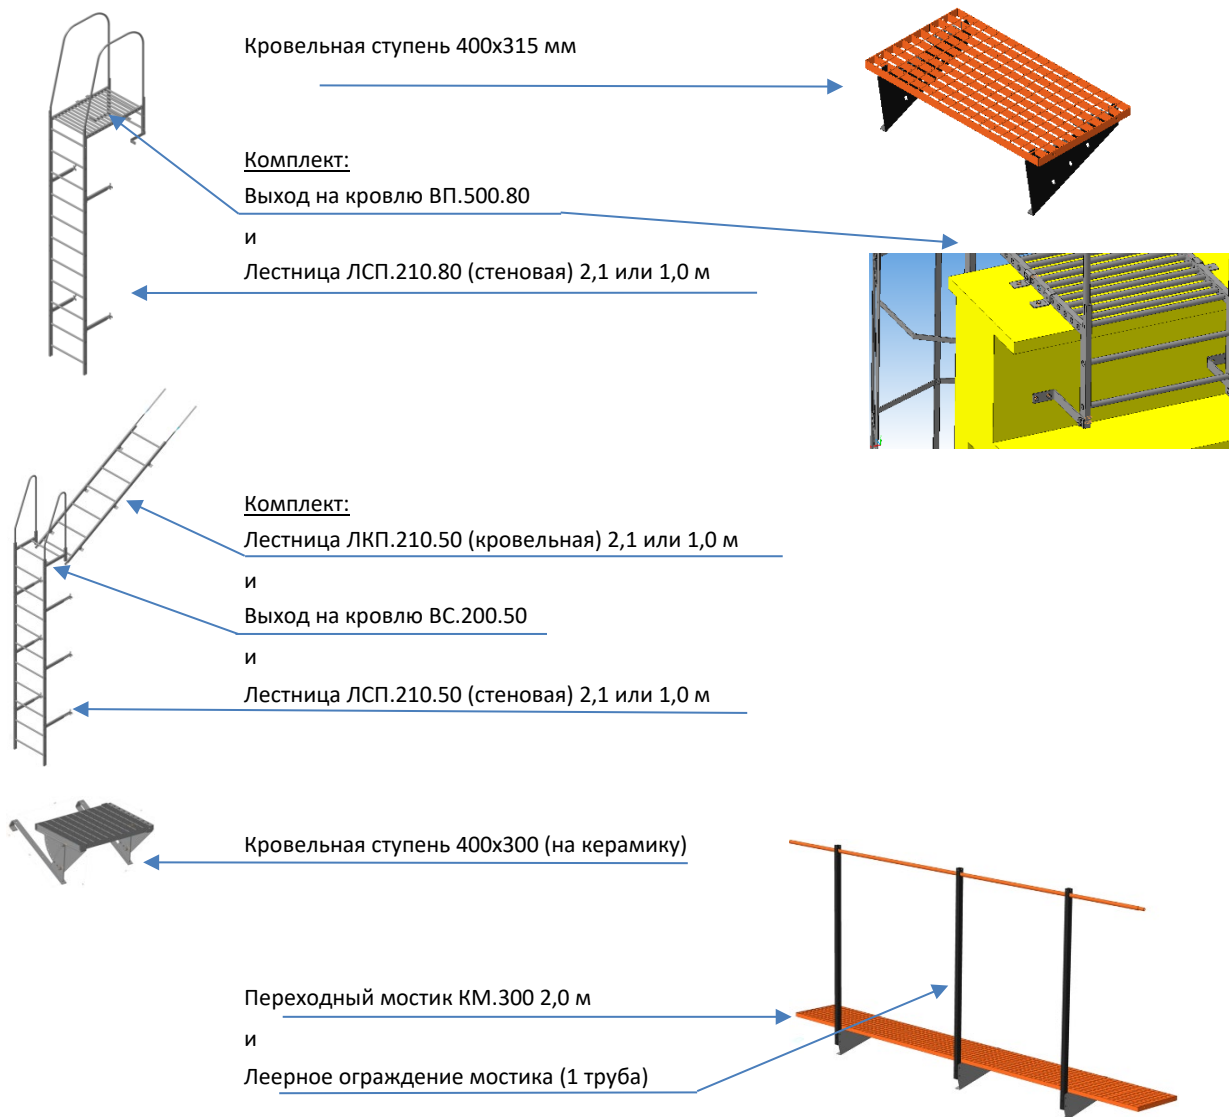 Кровельная ступень 400х315 мм
Комплект:
Выход на кровлю ВП.500.80
и
Лестница ЛСП.210.80 (стеновая) 2,1 или 1,0 м
Комплект:
Лестница ЛКП.210.50 (кровельная) 2,1 или 1,0 м
и
Выход на кровлю ВС.200.50
и
Лестница ЛСП.210.50 (стеновая) 2,1 или 1,0 м
Кровельная ступень 400х300 (на керамику)
Переходный мостик КМ.300 2,0 м
и
Леерное ограждение мостика (1 труба)